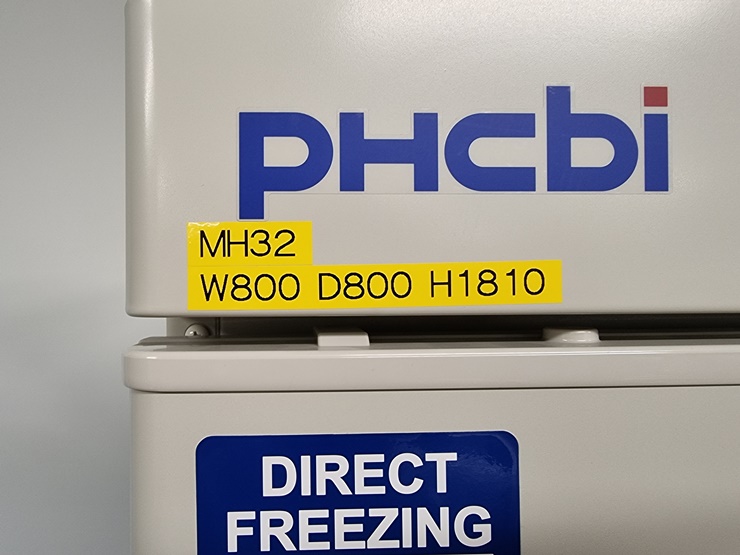 PHCbi
MH32
W800 D800 H1810
DIRECT
FREEZING